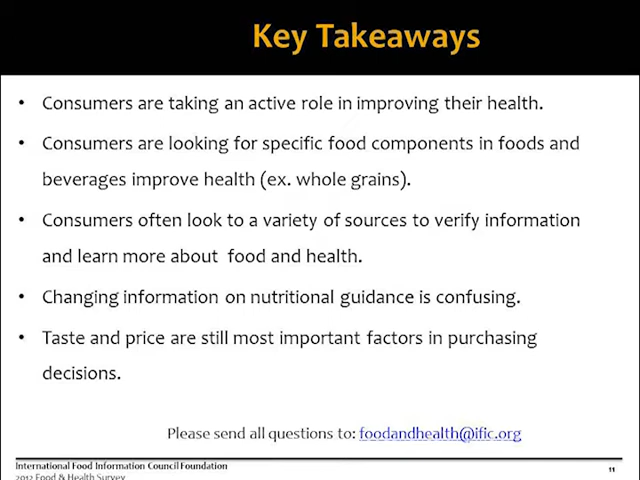 Key Takeaways
• Consumers are taking an active role in improving their health.
• Consumers are looking for specific food components in foods and
beverages improve health (ex. whole grains).
• Consumers often look to a variety of sources to verify information
and learn more about food and health.
• Changing information on nutritional guidance is confusing.
• Taste and price are still most important factors in purchasing
decisions.
Please send all questions to: foodandhealth@ific.org
International Food Information Council Foundation
2012 Food & Health Survey
11